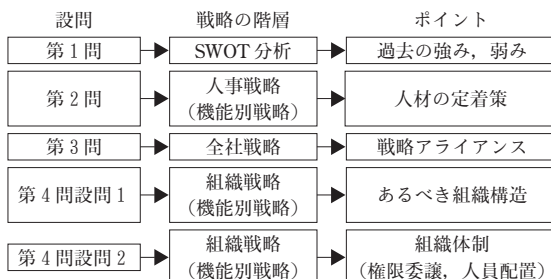 設問 戦略の階層 ポイント
第1問 SWOT分析 過去の強み，弱み
第2問 人事戦略 人材の定着策
（機能別戦略）
第3問 全社戦略 戦略アライアンス
第4問設問1 組織戦略 あるべき組織構造
（機能別戦略）
第4問設問2 組織戦略 組織体制
（機能別戦略） （権限委譲，人員配置）